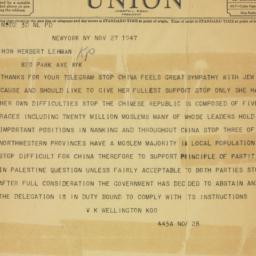 UNION
NL PD
NEWYORK NY NOV 27 1947
HON HERBERT LEHMAN
KP
820 PARK AVE NYK
THANKS FOR YOUR TELEGRAM STOP CHINA FEELS GREAT SYMPATHY WITH JEW
CAUSE AND SHOULD LIKE TO GIVE HER FULLEST SUPPORT STOP ONLY SHE HA
HER OWN DIFFICULTIES STOP THE CHINESE REPUBLIC IS COMPOSED OF FIVE
RACES INCLUDING TWENTY MILLION MOSLEMS MANY OF WHOSE LEADERS HOLD
IMPORTANT POSITIONS IN NANKING AND THROUGHOUT CHINA STOP THREE OF
NORTHWESTERN PROVINCES HAVE A MOSLEM MAJORITY IN LOCAL POPULATION
STOP DIFFICULT FOR CHINA THEREFORE TO SUPPORT PRINCIPLE OF PARTIT
IN PALESTINE QUESTION UNLESS FAIRLY ACCEPTABLE TO BOTH PARTIES STO
AFTER FULL CONSIDERATION THE GOVERNMENT HAS DECIDED TO ABSTAIN AND
THE DELEGATION IS IN DUTY BOUND TO COMPLY WITH ITS INSTRUCTIONS
V K WELLINGTON KOO
445A NOV 28